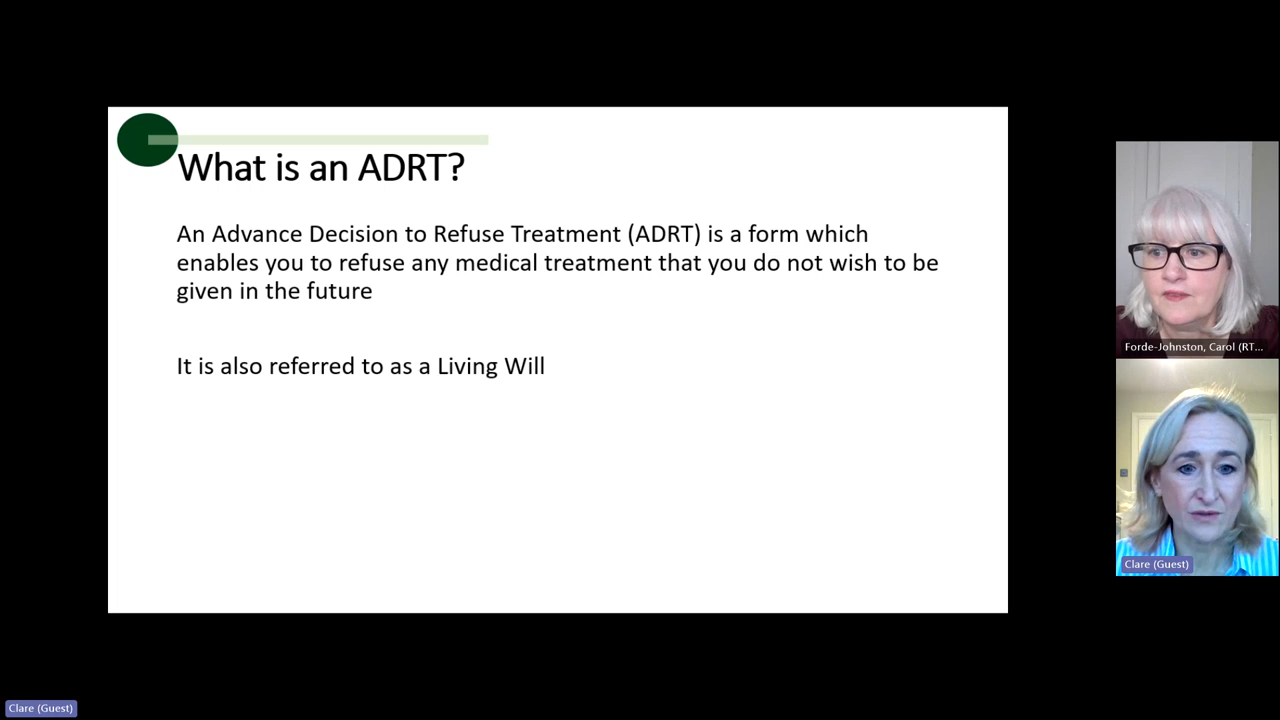 What is an ADRT?
An Advance Decision to Refuse Treatment (ADRT) is a form which
enables you to refuse any medical treatment that you do not wish to be
given in the future
It is also referred to as a Living Will
Forde-Johnston, Carol (RT...
Clare (Guest)
Clare (Guest)